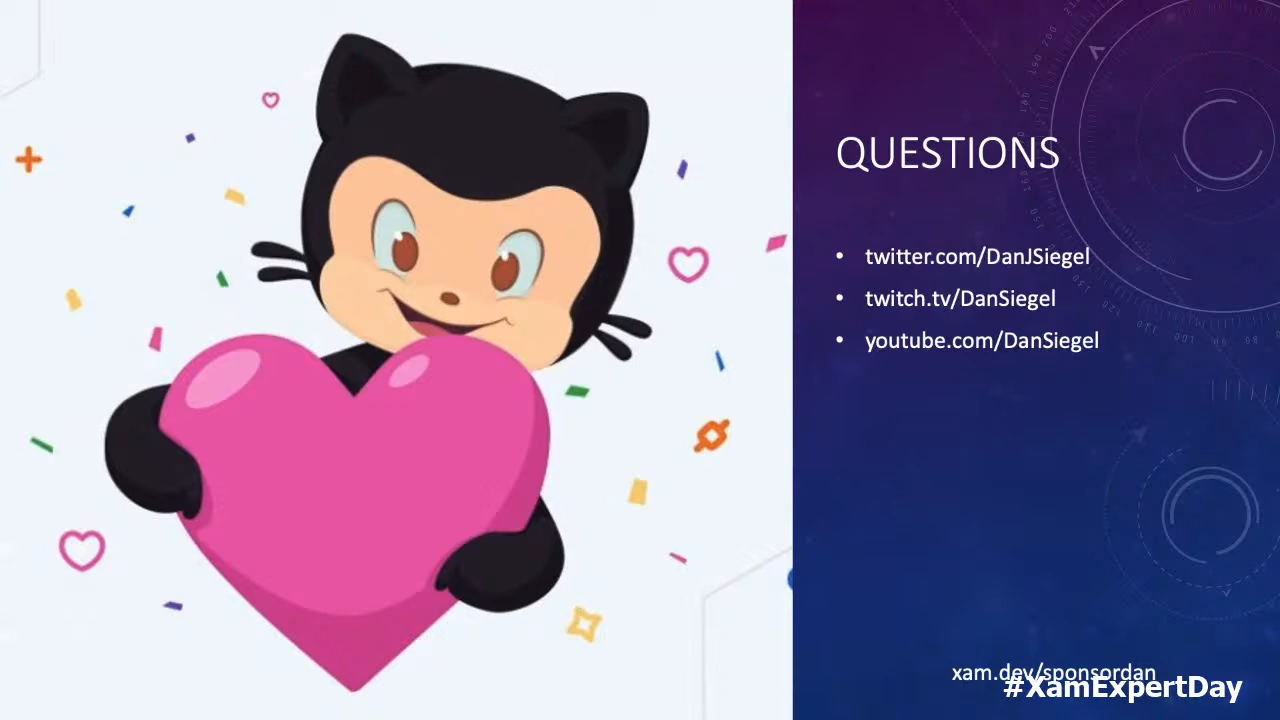 QUESTIONS
• twitter.com/DanJSiegel
• twitch.tv/DanSiegel
• youtube.com/DanSiegel
xam.dev/sponsordan
#XamExpertDay